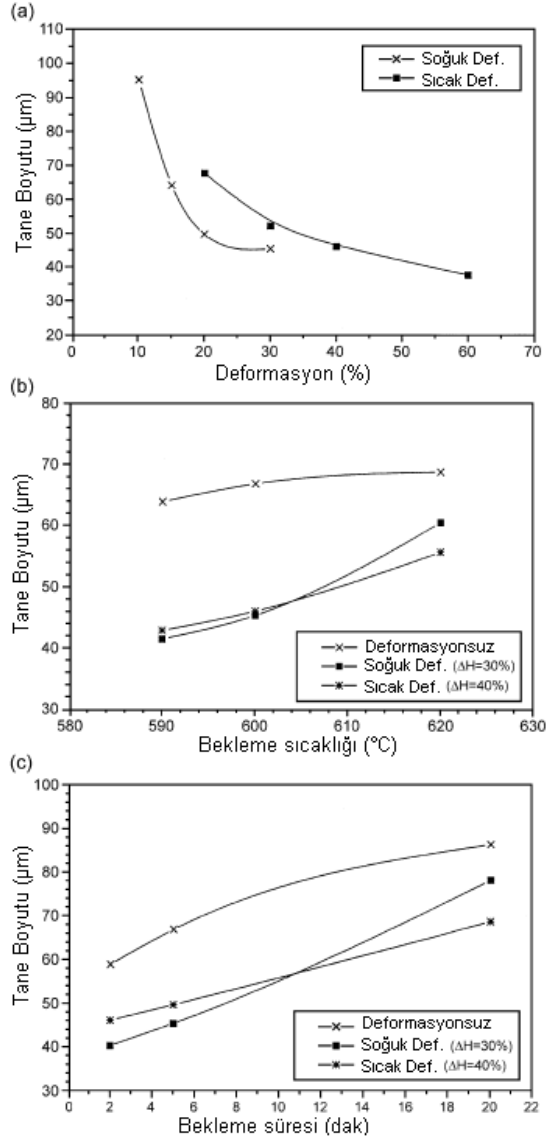 (a)
110
100
90
80
70
60
50
40
30
20
Tane Boyutu (µm)
Soğuk Def.
Sıcak Def.
0 10 20 30 40 50 60 70
Deformasyon (%)
(b)
80
70
60
50
40
30
Tane Boyutu (µm)
Deformasyonsuz
Soğuk Def. (ΔH=30%)
Sıcak Def. (ΔH=40%)
580 590 600 610 620 630
Bekleme sıcaklığı (°C)
(c)
100
90
80
70
60
50
40
30
Tane Boyutu (µm)
Deformasyonsuz
Soğuk Def. (ΔH=30%)
Sıcak Def. (ΔH=40%)
0 2 4 6 8 10 12 14 16 18 20 22
Bekleme süresi (dak)